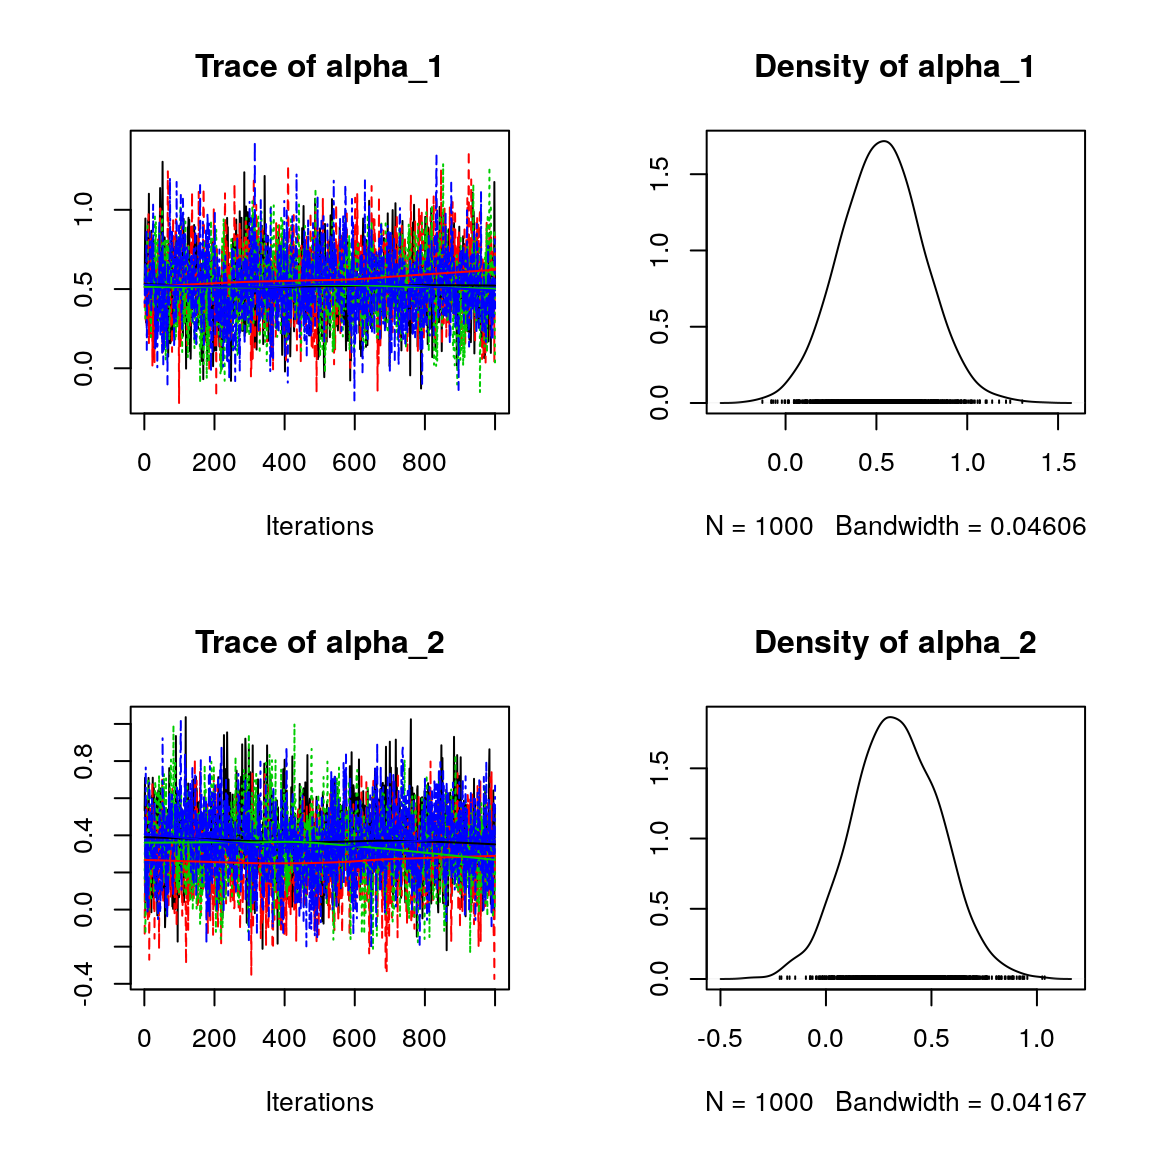 Trace of alpha_1
1.0
0.5
0.0
0 200 400 600 800
Iterations
Density of alpha_1
1.5
1.0
0.5
0.0
0.0 0.5 1.0 1.5
N = 1000 Bandwidth = 0.04606
Trace of alpha_2
0.8
0.4
0.0
-0.4
0 200 400 600 800
Iterations
Density of alpha_2
1.5
1.0
0.5
0.0
-0.5 0.0 0.5 1.0
N = 1000 Bandwidth = 0.04167